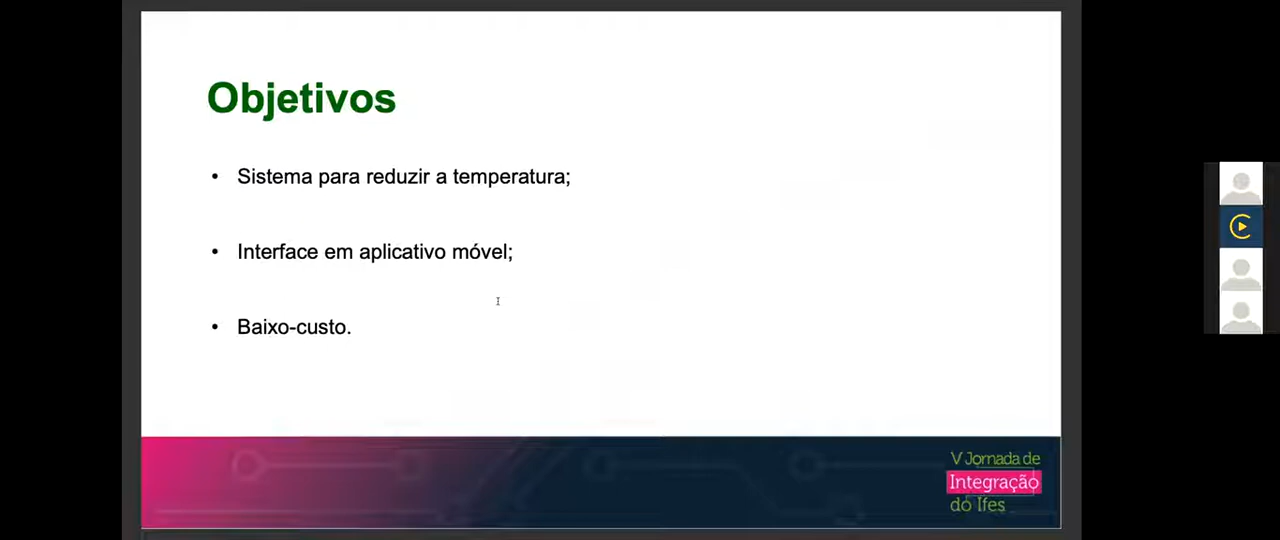 Objetivos
• Sistema para reduzir a temperatura;
• Interface em aplicativo móvel;
• Baixo-custo.
V Jornada de
Integração
do Ifes